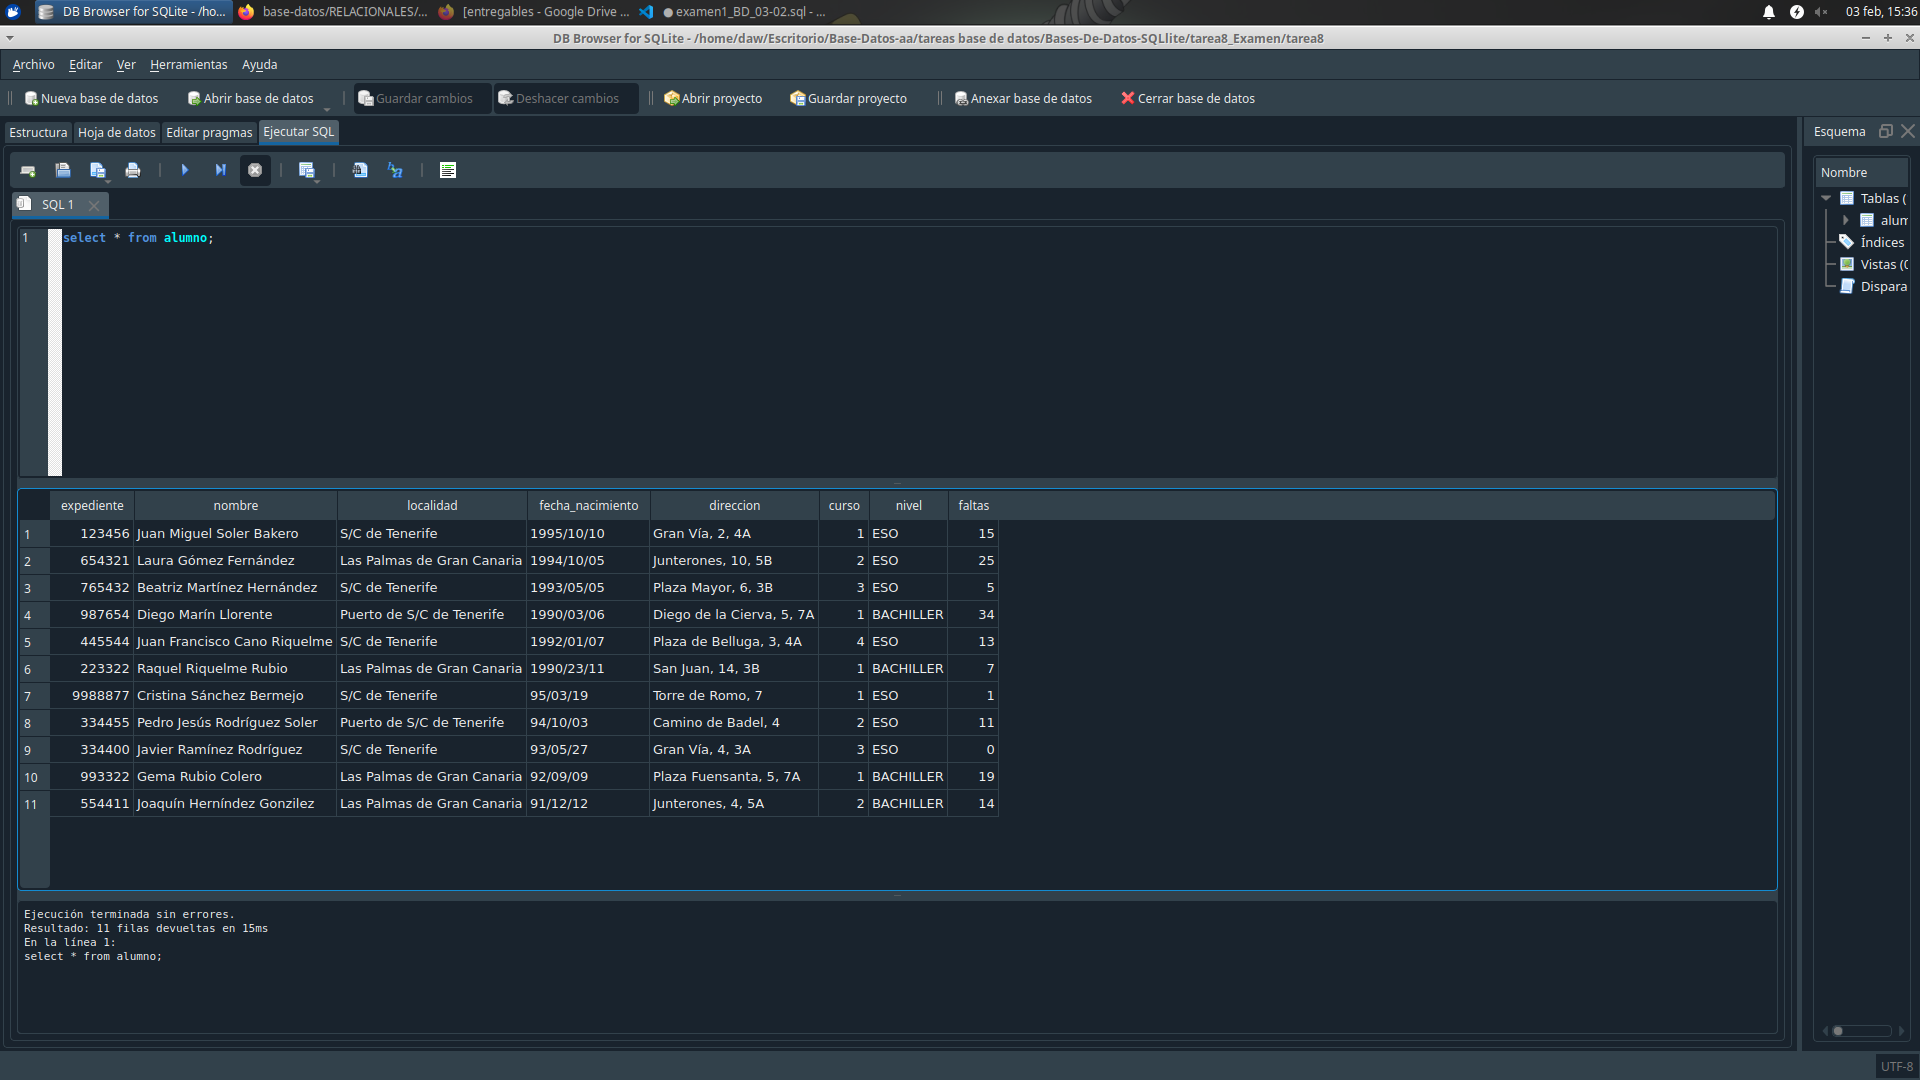 DB Browser for SQLite - /ho... base-datos/RELACIONALES/... [entregables - Google Drive ... ● examen1_BD_03-02.sql - ... 03 feb, 15:36
DB Browser for SQLite - /home/daw/Escritorio/Base-Datos-aa/tareas base de datos/Bases-De-Datos-SQLlite/tarea8_Examen/tarea8
Archivo Editar Ver Herramientas Ayuda
Nueva base de datos Abrir base de datos Guardar cambios Deshacer cambios Abrir proyecto Guardar proyecto Anexar base de datos Cerrar base de datos
Estructura Hoja de datos Editar pragmas Ejecutar SQL
SQL 1
1 select * from alumno;
expediente nombre localidad fecha_nacimiento direccion curso nivel faltas
1 123456 Juan Miguel Soler Bakero S/C de Tenerife 1995/10/10 Gran Vía, 2, 4A 1 ESO 15
2 654321 Laura Gómez Fernández Las Palmas de Gran Canaria 1994/10/05 Junterones, 10, 5B 2 ESO 25
3 765432 Beatriz Martínez Hernández S/C de Tenerife 1993/05/05 Plaza Mayor, 6, 3B 3 ESO 5
4 987654 Diego Marín Llorente Puerto de S/C de Tenerife 1990/03/06 Diego de la Cierva, 5, 7A 1 BACHILLER 34
5 445544 Juan Francisco Cano Riquelme S/C de Tenerife 1992/01/07 Plaza de Belluga, 3, 4A 4 ESO 13
6 223322 Raquel Riquelme Rubio Las Palmas de Gran Canaria 1990/23/11 San Juan, 14, 3B 1 BACHILLER 7
7 9988877 Cristina Sánchez Bermejo S/C de Tenerife 95/03/19 Torre de Romo, 7 1 ESO 1
8 334455 Pedro Jesús Rodríguez Soler Puerto de S/C de Tenerife 94/10/03 Camino de Badel, 4 2 ESO 11
9 334400 Javier Ramínez Rodríguez S/C de Tenerife 93/05/27 Gran Vía, 4, 3A 3 ESO 0
10 993322 Gema Rubio Colero Las Palmas de Gran Canaria 92/09/09 Plaza Fuensanta, 5, 7A 1 BACHILLER 19
11 554411 Joaquín Herníndez Gonzilez Las Palmas de Gran Canaria 91/12/12 Junterones, 4, 5A 2 BACHILLER 14
Ejecución terminada sin errores.
Resultado: 11 filas devueltas en 15ms
En la línea 1:
select * from alumno;
Esquema
Nombre
Tablas (
alum
Índices
Vistas (0
Dispara
UTF-8